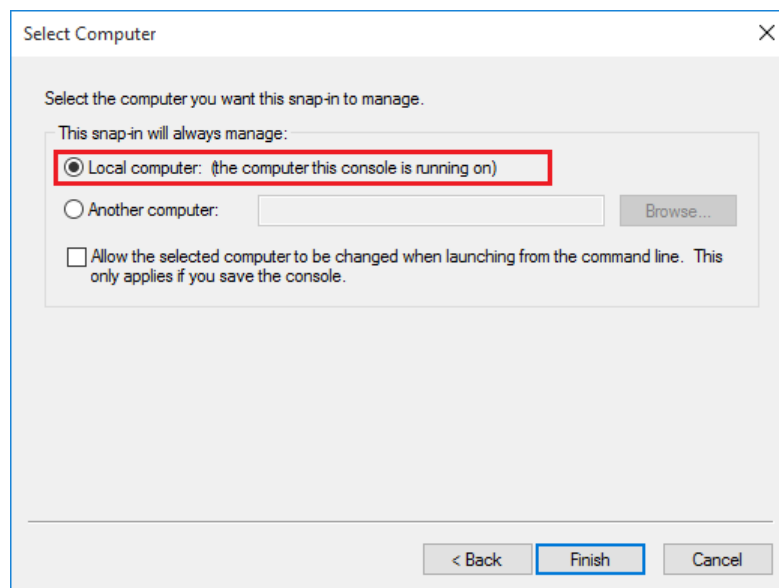 Select Computer
Select the computer you want this snap-in to manage.
This snap-in will always manage:
Local computer: (the computer this console is running on)
Another computer:
Browse...
Allow the selected computer to be changed when launching from the command line. This
only applies if you save the console.
< Back
Finish
Cancel